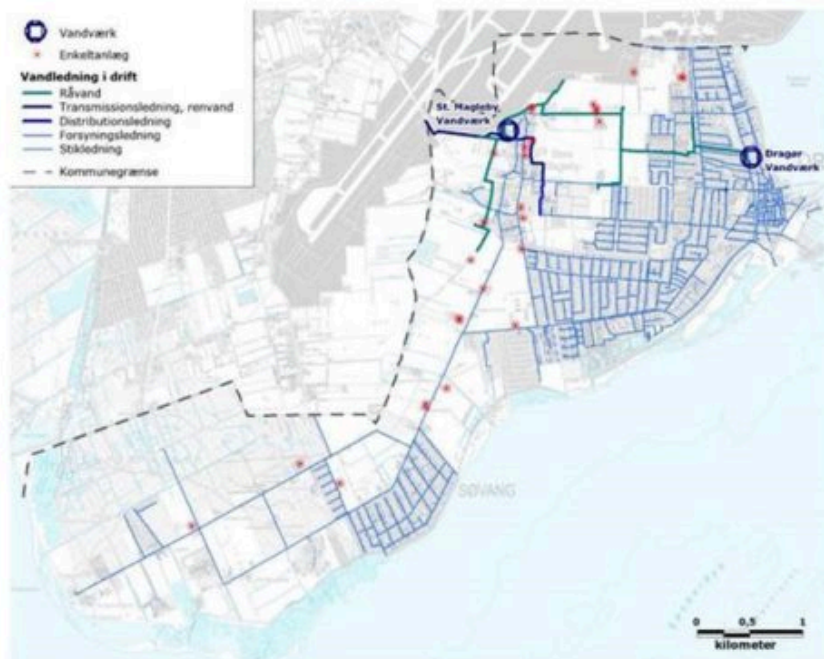 Vandværk
Enkeltanlæg
Vandledning i drift
Råvand
Transmissionsledning, renvand
Distributionsledning
Forsyningsledning
Stikledning
Kommunegrænse
St. Magleby
Vandværk
Dragør
Vandværk
SØVANG
0 0,5 1
kilometer